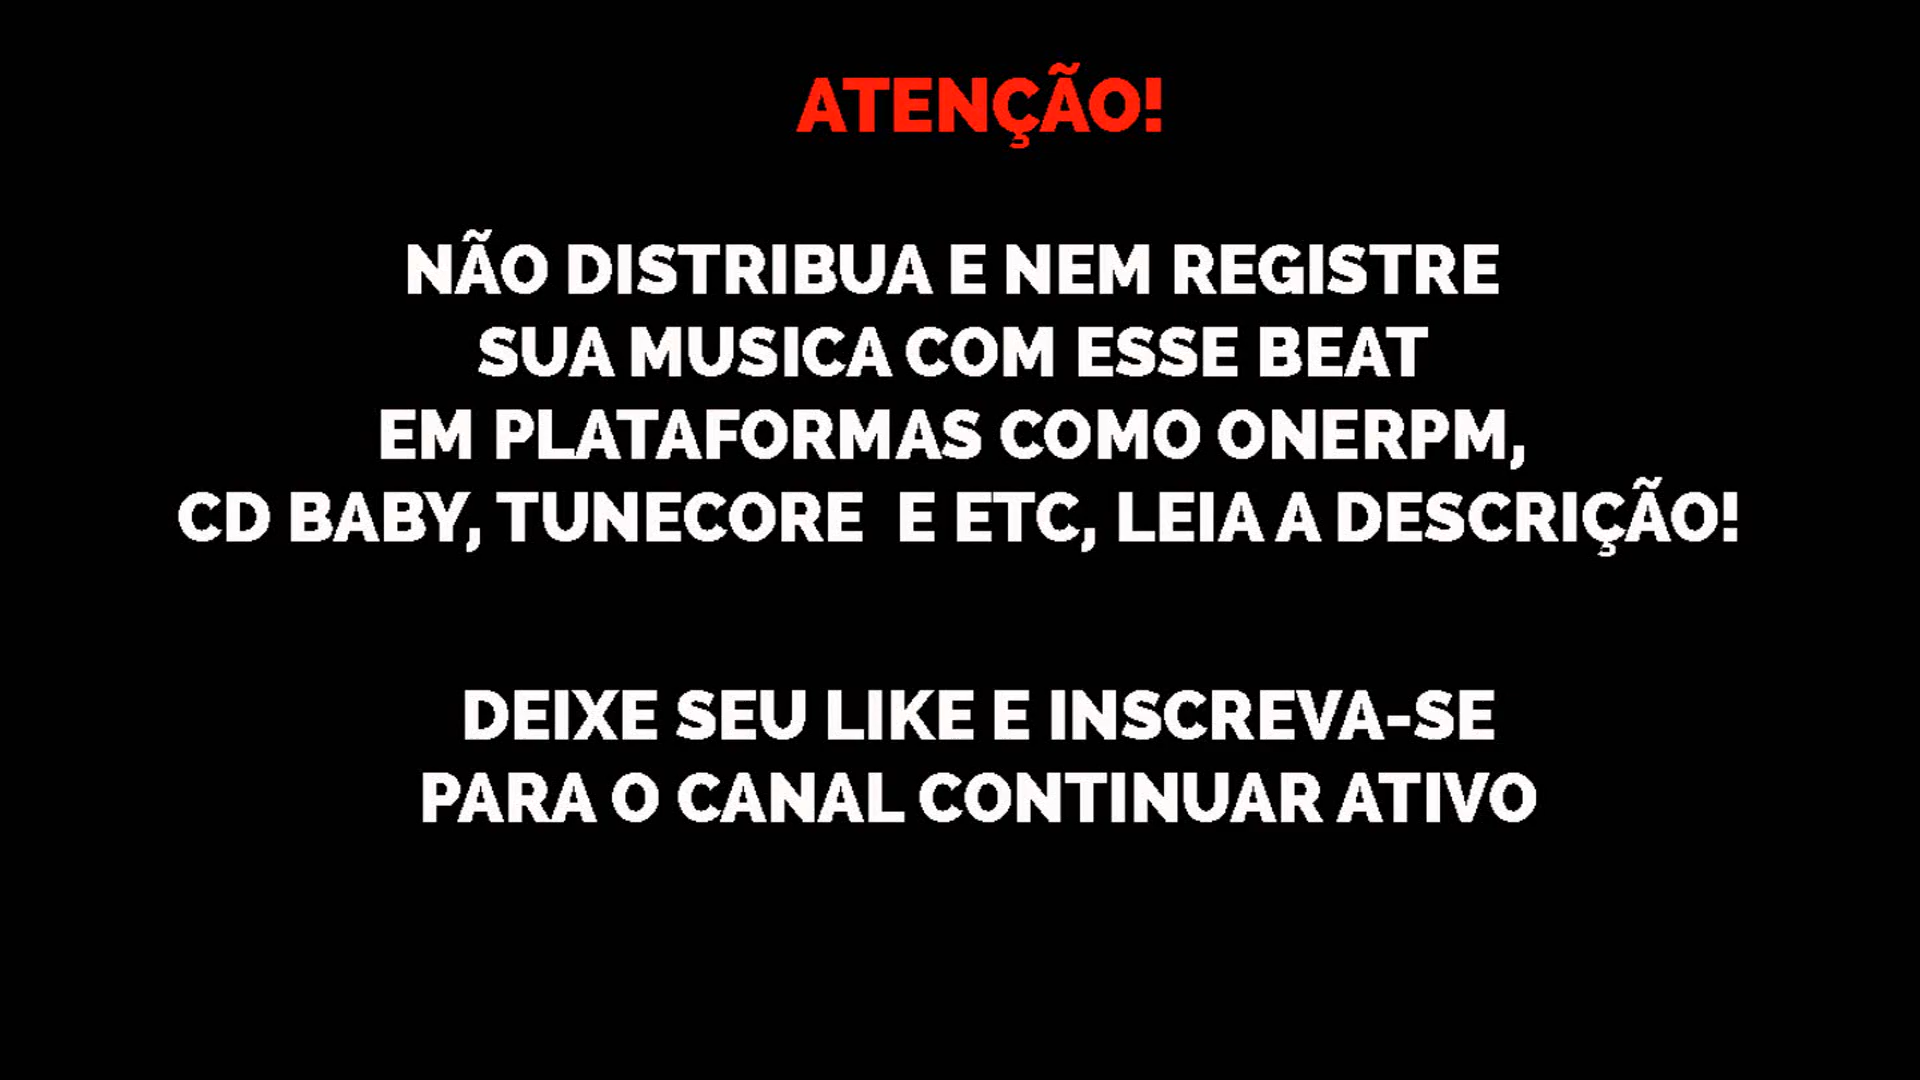 ATENÇÃO!
NÃO DISTRIBUA E NEM REGISTRE
SUA MUSICA COM ESSE BEAT
EM PLATAFORMAS COMO ONERPM,
CD BABY, TUNECORE E ETC, LEIA A DESCRIÇÃO!
DEIXE SEU LIKE E INSCREVA-SE
PARA O CANAL CONTINUAR ATIVO